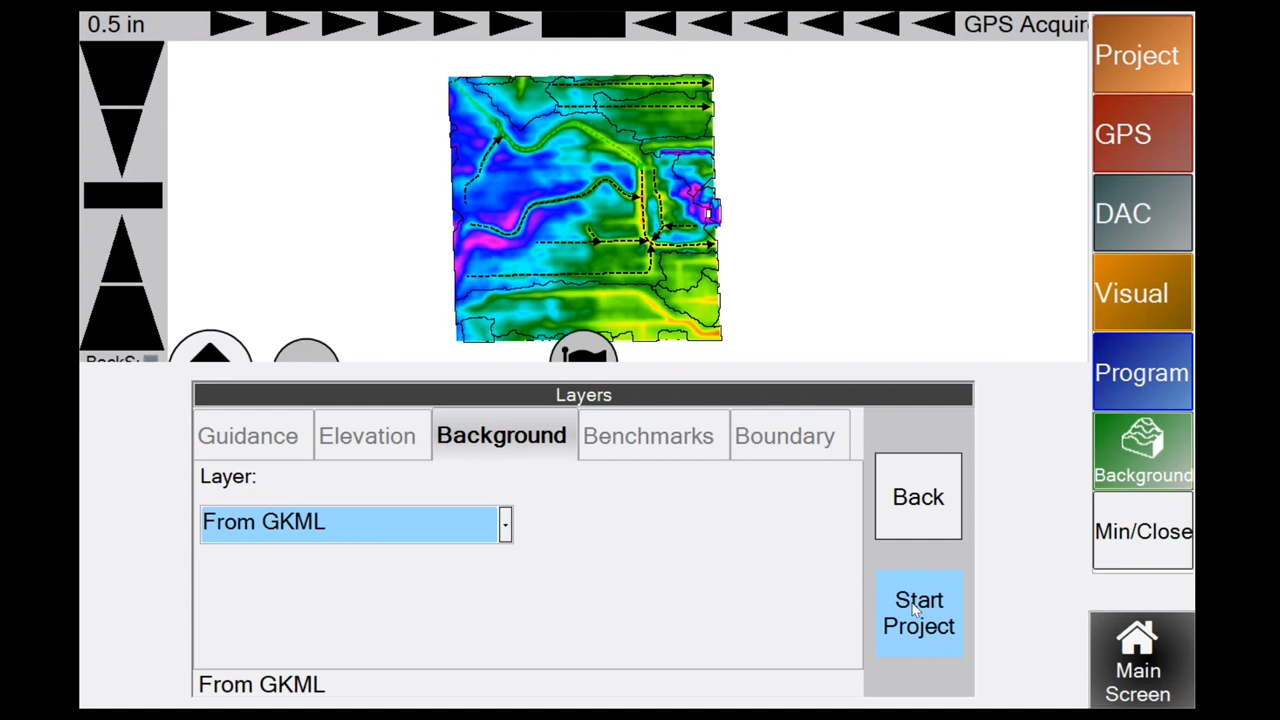 0.5 in
GPS Acquir
Project
GPS
DAC
Visual
Program
Background
Min/Close
Main
Screen
Layers
Guidance
Elevation
Background
Benchmarks
Boundary
Layer:
From GKML
Back
Start
Project
From GKML